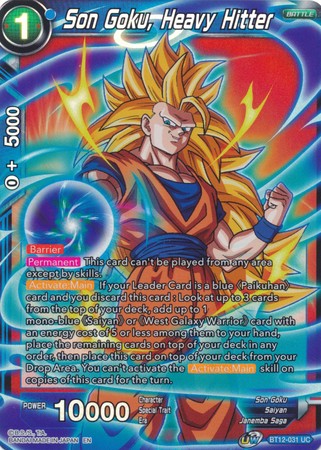 1
Son Goku, Heavy Hitter
BATTLE
0 + 5000
Barrier
Permanent This card can't be played from any area
except by skills.
Activate:Main If your Leader Card is a blue <Paikuhan>
card and you discard this card : Look at up to 3 cards
from the top of your deck, add up to 1
mono-blue «Saiyan» or «West Galaxy Warrior» card with
an energy cost of 5 or less among them to your hand,
place the remaining cards on top of your deck in any
order, then place this card on top of your deck from your
Drop Area. You can't activate the Activate:Main skill on
copies of this card for the turn.
POWER 10000
Character Son Goku
Special Trait Saiyan
Era Janemba Saga
©B.S./S., T.A.
BANDAI MADE IN JAPAN EN
BT12-031 UC